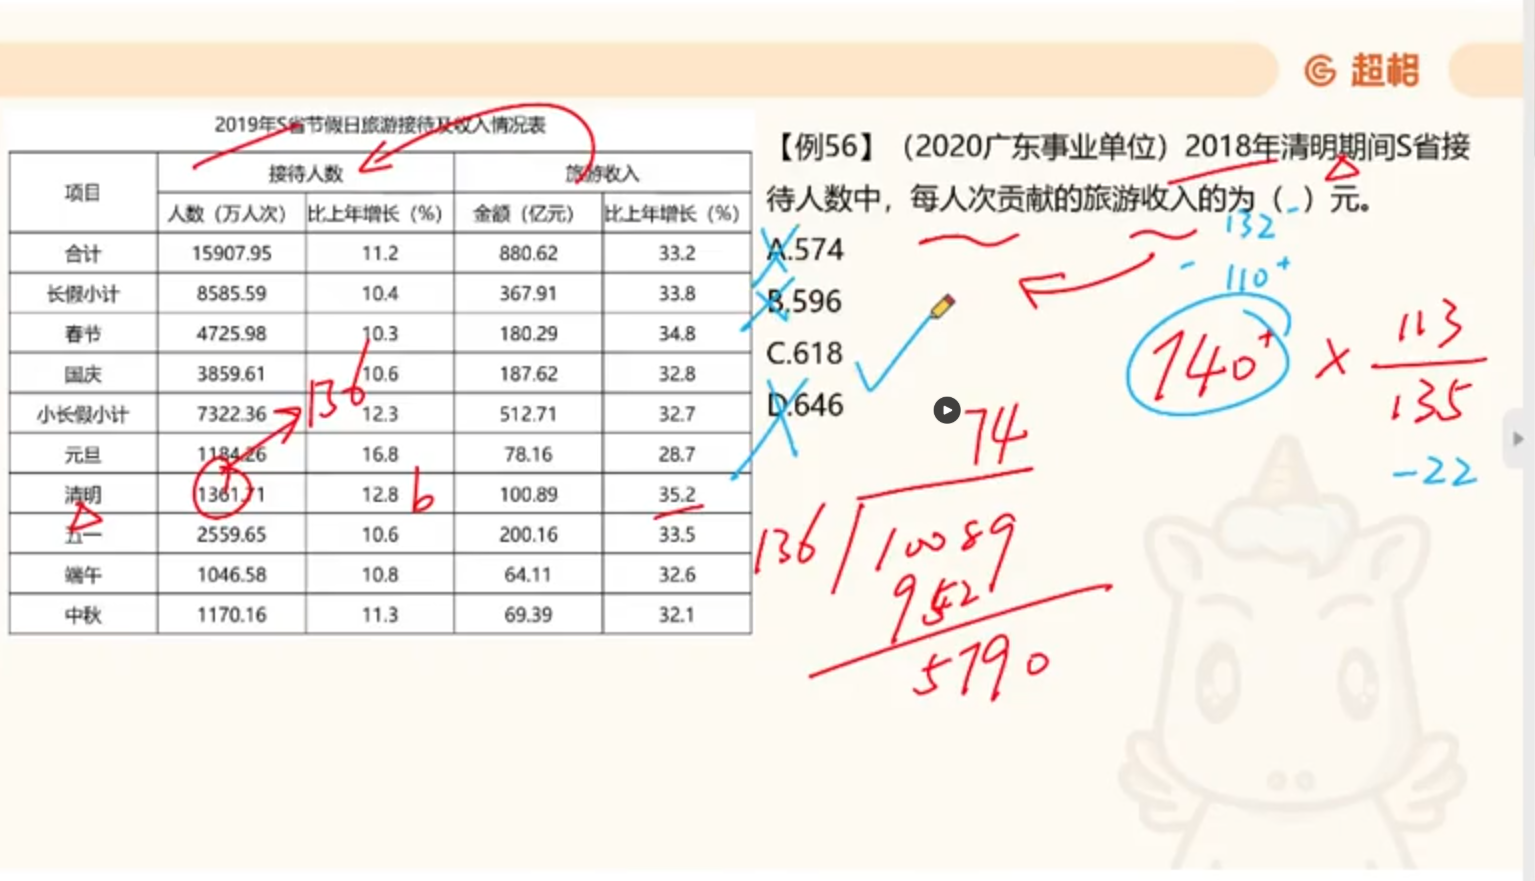 超格
2019年S省节假日旅游接待及收入情况表
项目 接待人数 旅游收入
人数（万人次） 比上年增长（%） 金额（亿元） 比上年增长（%）
合计 15907.95 11.2 880.62 33.2
长假小计 8585.59 10.4 367.91 33.8
春节 4725.98 10.3 180.29 34.8
国庆 3859.61 10.6 187.62 32.8
小长假小计 7322.36 12.3 512.71 32.7
元旦 1184.26 16.8 78.16 28.7
清明 1361.71 12.8 100.89 35.2
五一 2559.65 10.6 200.16 33.5
端午 1046.58 10.8 64.11 32.6
中秋 1170.16 11.3 69.39 32.1
136
b
【例56】（2020广东事业单位）2018年清明期间S省接
待人数中，每人次贡献的旅游收入的为（ ）元。
A.574
B.596
C.618
D.646
132-
- 110+
740+ × 113
135
-22
74
136 10089
952
5790